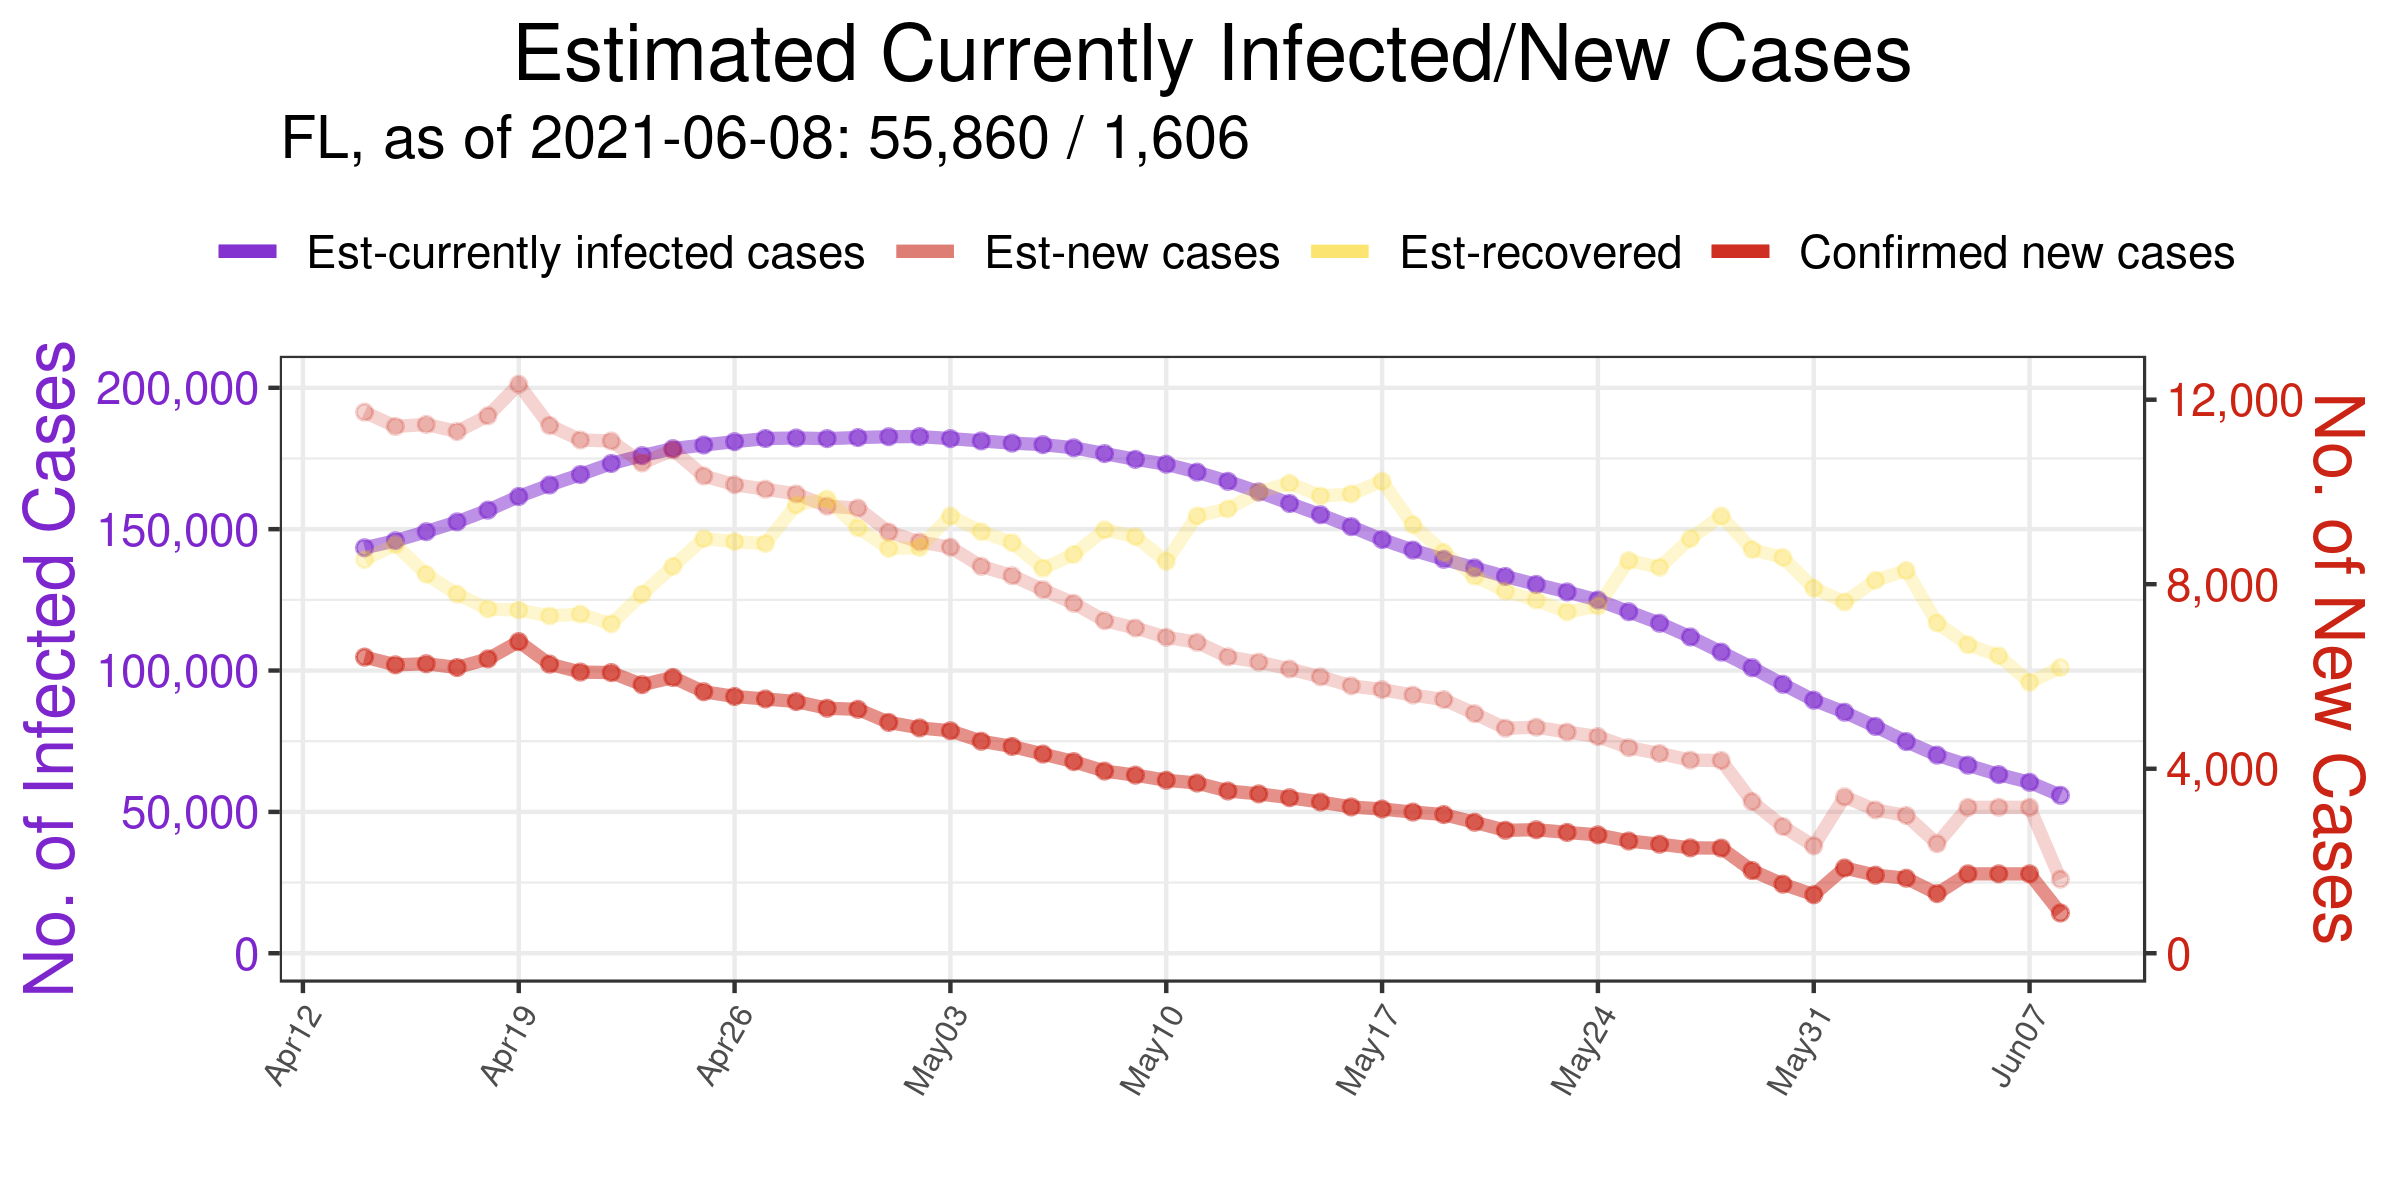 Estimated Currently Infected/New Cases
FL, as of 2021-06-08: 55,860 / 1,606
Est-currently infected cases
Est-new cases
Est-recovered
Confirmed new cases
No. of Infected Cases
200,000
150,000
100,000
50,000
0
12,000
8,000
4,000
0
No. of New Cases
Apr12
Apr19
Apr26
May03
May10
May17
May24
May31
Jun07